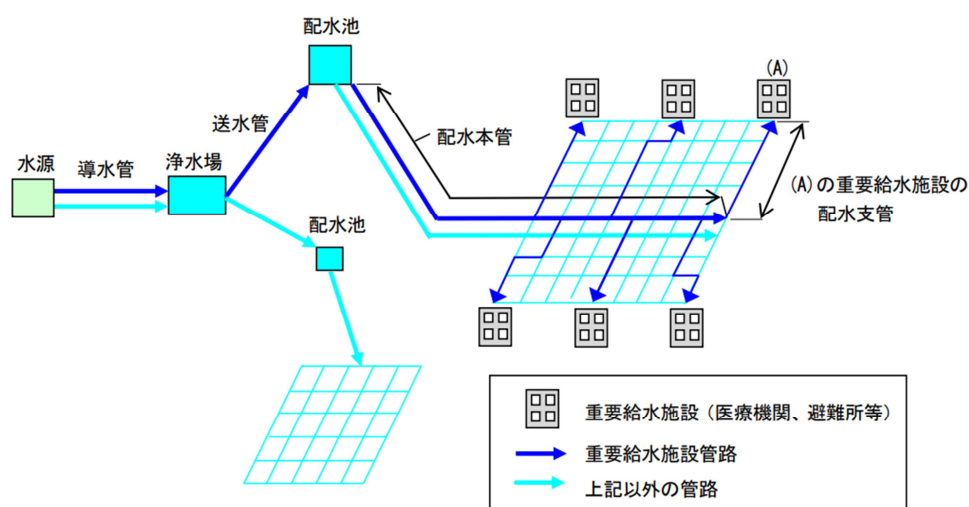 配水池
(A)
送水管
配水本管
水源
導水管
浄水場
(A)の重要給水施設の
配水支管
配水池
重要給水施設(医療機関、避難所等)
重要給水施設管路
上記以外の管路